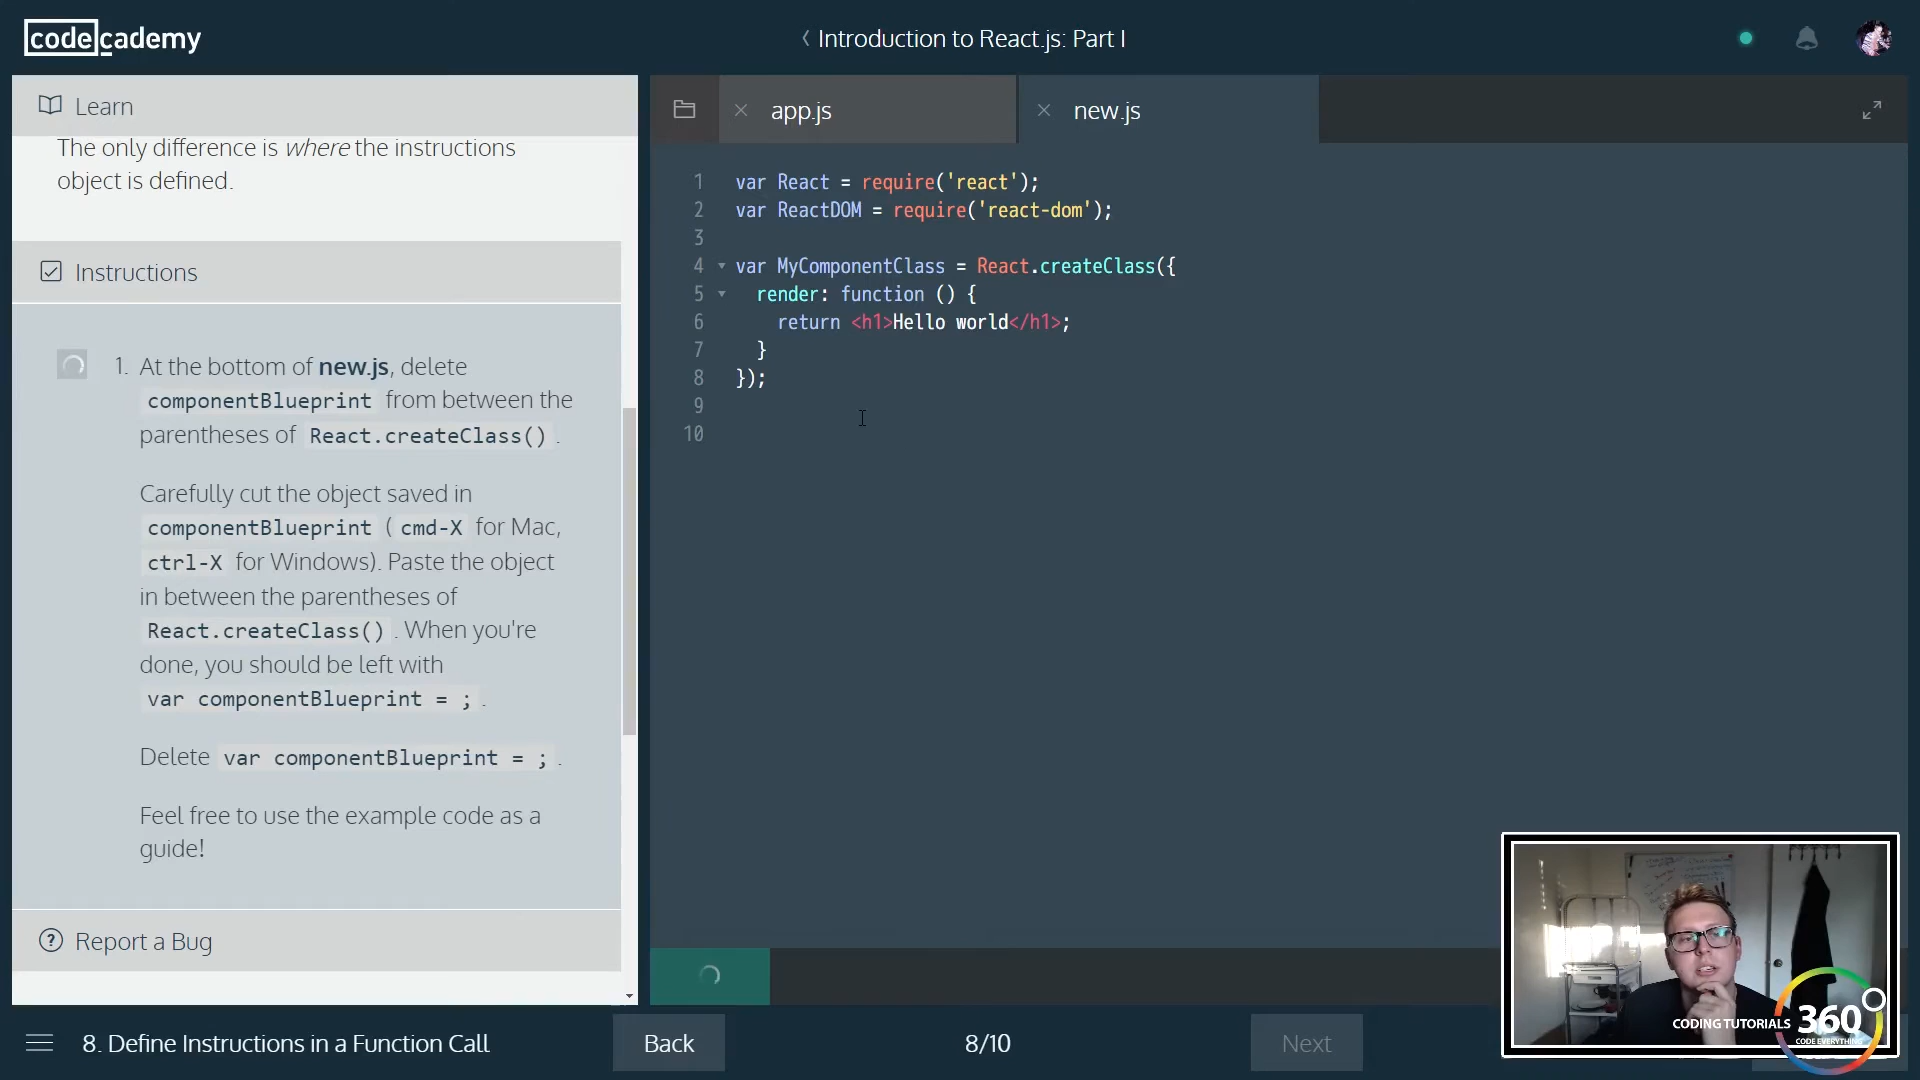 codecademy
Introduction to React.js: Part I
Learn
The only difference is where the instructions
object is defined.
Instructions
1. At the bottom of new.js, delete
componentBlueprint from between the
parentheses of React.createClass() .
Carefully cut the object saved in
componentBlueprint ( cmd-X for Mac,
ctrl-X for Windows). Paste the object
in between the parentheses of
React.createClass() . When you're
done, you should be left with
var componentBlueprint = ; .
Delete var componentBlueprint = ; .
Feel free to use the example code as a
guide!
Report a Bug
app.js
new.js
1 var React = require('react');
2 var ReactDOM = require('react-dom');
3
4 var MyComponentClass = React.createClass({
5 render: function () {
6 return <h1>Hello world</h1>;
7 }
8 });
9
10
8. Define Instructions in a Function Call
Back
8/10
Next
CODING TUTORIALS 360
CODE EVERYTHING